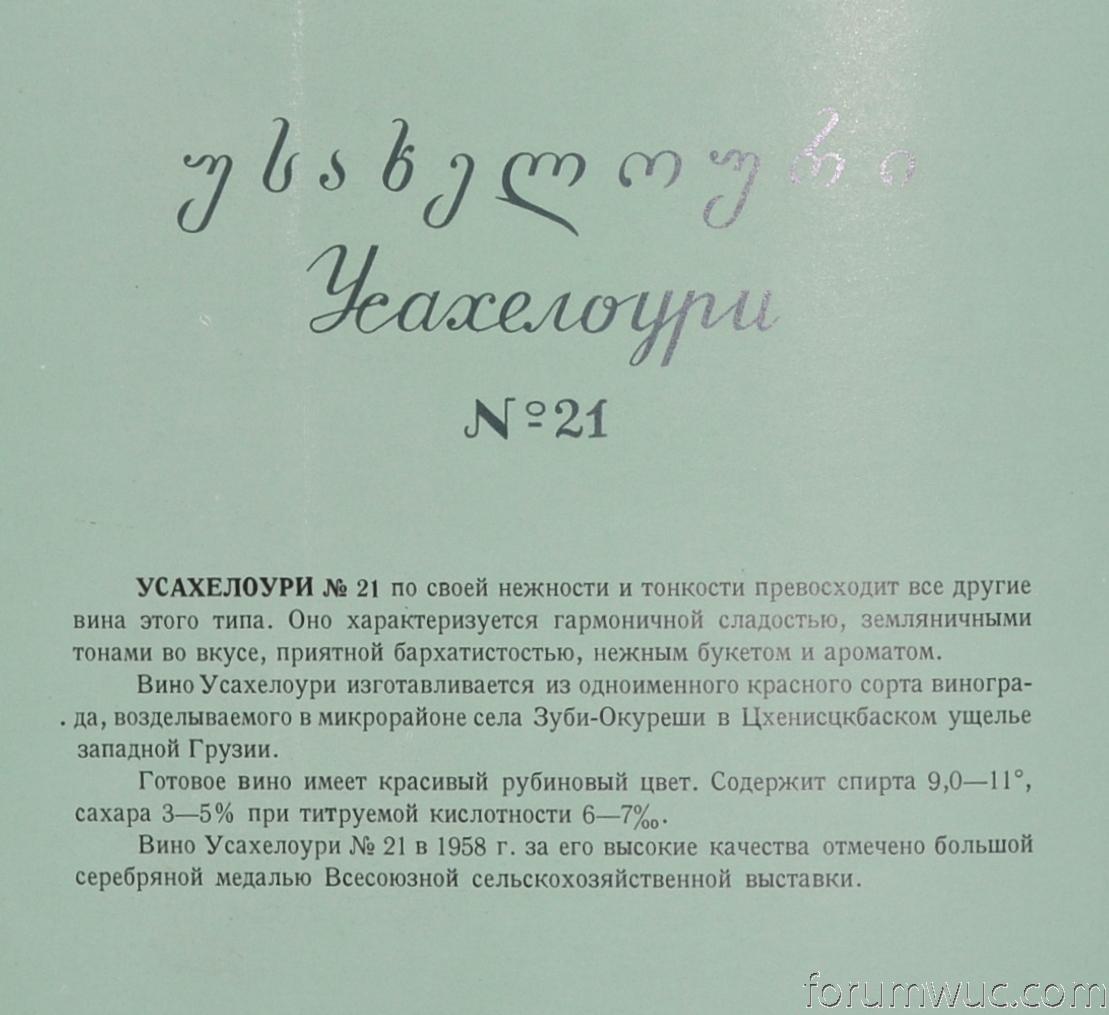 უსახელოური
Усахелоури
№ 21
УСАХЕЛОУРИ № 21 по своей нежности и тонкости превосходит все другие
вина этого типа. Оно характеризуется гармоничной сладостью, земляничными
тонами во вкусе, приятной бархатистостью, нежным букетом и ароматом.
Вино Усахелоури изготавливается из одноименного красного сорта виногра-
да, возделываемого в микрорайоне села Зуби-Окуреши в Цхенисцкбаском ущелье
западной Грузии.
Готовое вино имеет красивый рубиновый цвет. Содержит спирта 9,0—11°,
сахара 3—5% при титруемой кислотности 6—7‰.
Вино Усахелоури № 21 в 1958 г. за его высокие качества отмечено большой
серебряной медалью Всесоюзной сельскохозяйственной выставки.
forumwuc.com